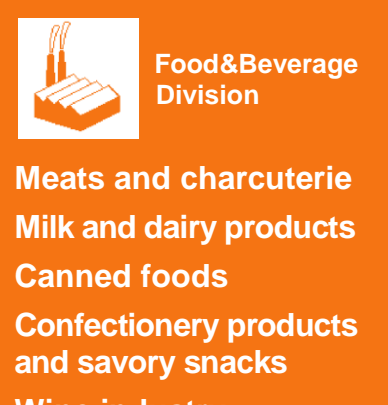 Food&Beverage
Division
Meats and charcuterie
Milk and dairy products
Canned foods
Confectionery products
and savory snacks